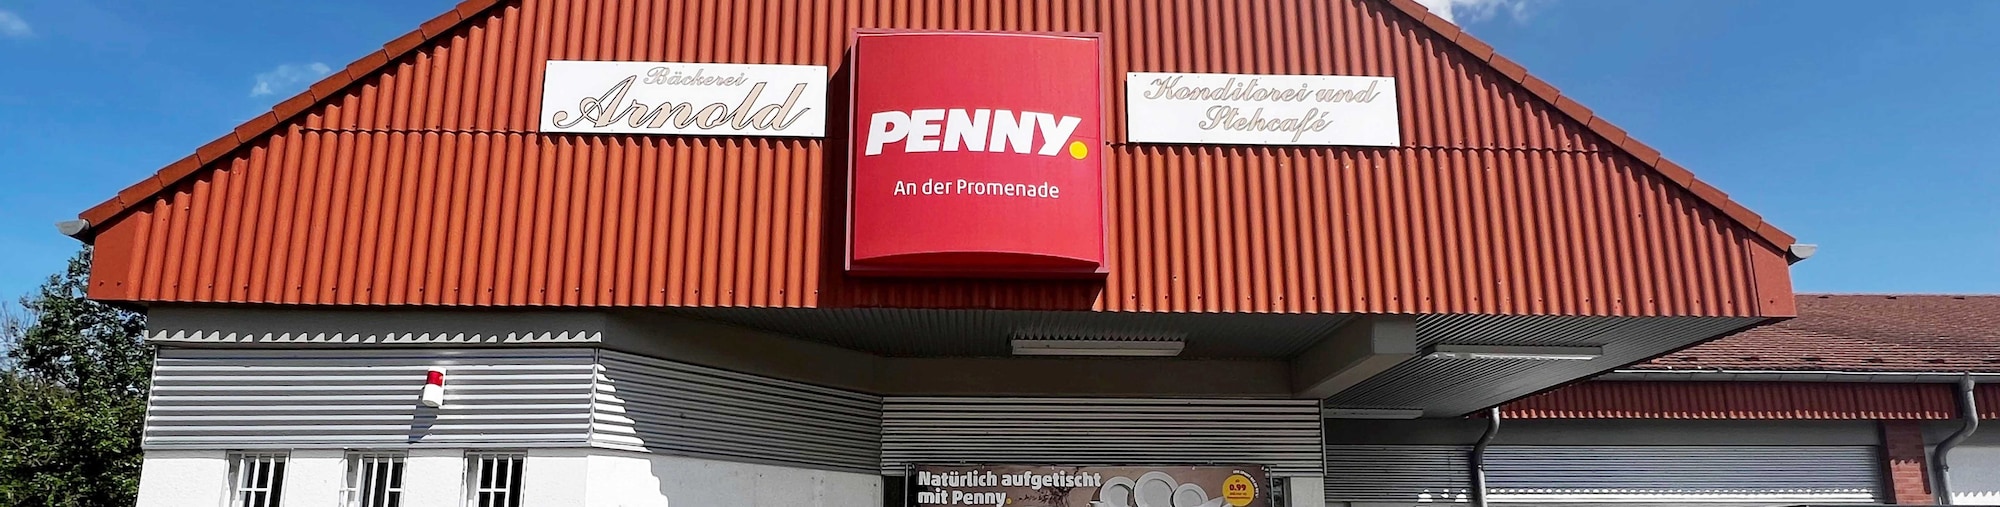 Bäckerei
Arnold
PENNY.
An der Promenade
Konditorei und
Stehcafé
Natürlich aufgetischt
mit Penny.
0.99